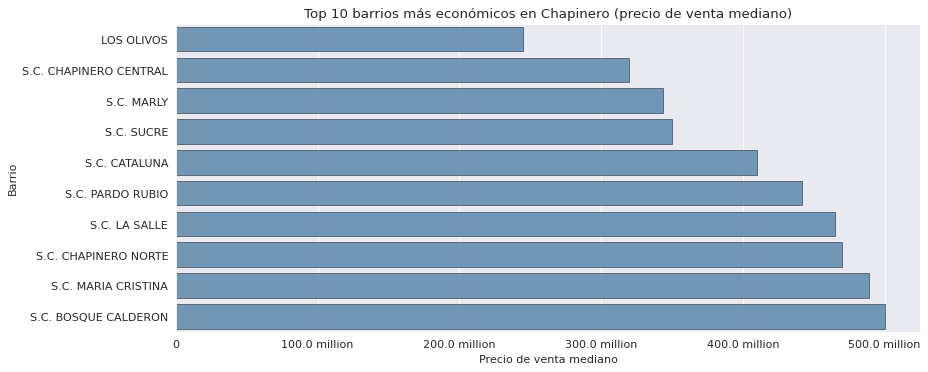 Top 10 barrios más económicos en Chapinero (precio de venta mediano)
Barrio
LOS OLIVOS
S.C. CHAPINERO CENTRAL
S.C. MARLY
S.C. SUCRE
S.C. CATALUNA
S.C. PARDO RUBIO
S.C. LA SALLE
S.C. CHAPINERO NORTE
S.C. MARIA CRISTINA
S.C. BOSQUE CALDERON
0 100.0 million 200.0 million 300.0 million 400.0 million 500.0 million
Precio de venta mediano